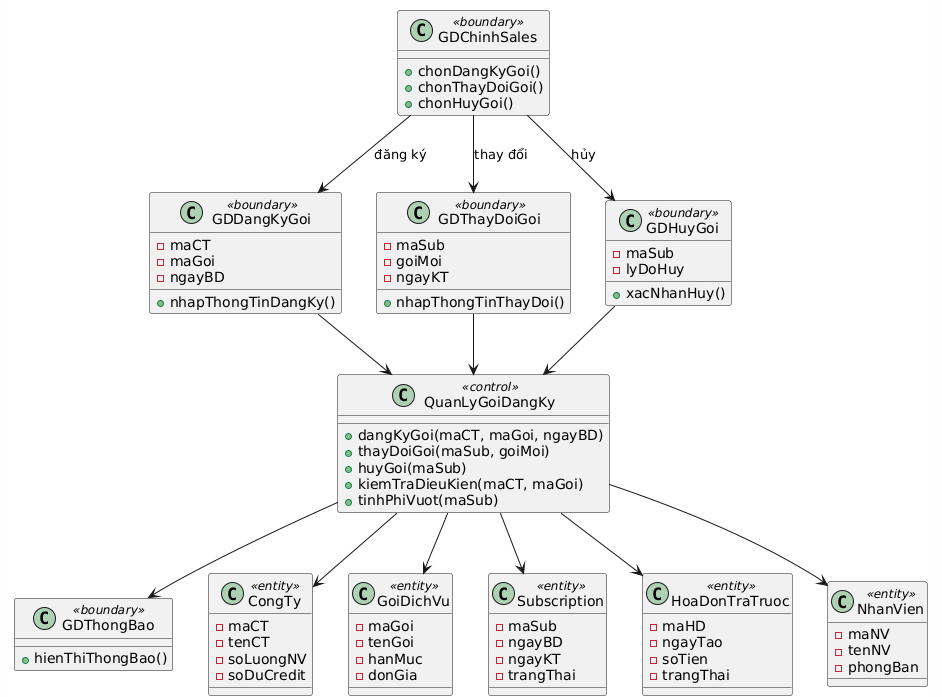 C «boundary»
GDChinhSales
chonDangKyGoi()
chonThayDoiGoi()
chonHuyGoi()
đăng ký
thay đổi
hủy
C «boundary»
GDDangKyGoi
maCT
maGoi
ngayBD
nhapThongTinDangKy()
C «boundary»
GDThayDoiGoi
maSub
goiMoi
ngayKT
nhapThongTinThayDoi()
C «boundary»
GDHuyGoi
maSub
lyDoHuy
xacNhanHuy()
C «control»
QuanLyGoiDangKy
dangKyGoi(maCT, maGoi, ngayBD)
thayDoiGoi(maSub, goiMoi)
huyGoi(maSub)
kiemTraDieuKien(maCT, maGoi)
tinhPhiVuot(maSub)
C «boundary»
GDThongBao
hienThiThongBao()
C «entity»
CongTy
maCT
tenCT
soLuongNV
soDuCredit
C «entity»
GoiDichVu
maGoi
tenGoi
hanMuc
donGia
C «entity»
Subscription
maSub
ngayBD
ngayKT
trangThai
C «entity»
HoaDonTraTruoc
maHD
ngayTao
soTien
trangThai
C «entity»
NhanVien
maNV
tenNV
phongBan